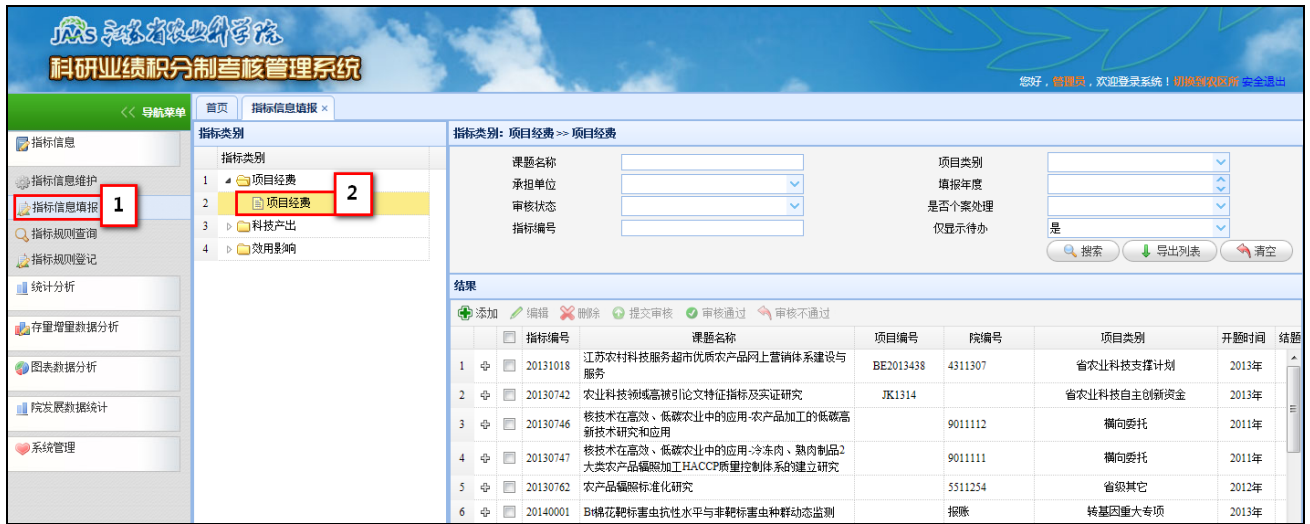 JAAS 江苏省农业科学院
科研业绩积分制考核管理系统
您好，管理员，欢迎登录系统！切换到农区所 安全退出
<< 导航菜单
首页 指标信息填报 ×
指标信息
指标信息维护
指标信息填报
1
指标规则查询
指标规则登记
统计分析
存量增量数据分析
图表数据分析
院发展数据统计
系统管理
指标类别
指标类别
1 项目经费
2 项目经费
2
3 科技产出
4 效用影响
指标类别：项目经费 >> 项目经费
课题名称 项目类别
承担单位 填报年度
审核状态 是否个案处理
指标编号 仅显示待办 是
搜索 导出列表 清空
结果
添加 编辑 删除 提交审核 审核通过 审核不通过
指标编号 课题名称 项目编号 院编号 项目类别 开题时间 结题
1 20131018 江苏农村科技服务超市优质农产品网上营销体系建设与 BE2013438 4311307 省农业科技支撑计划 2013年
服务
2 20130742 农业科技领域高被引论文特征指标及实证研究 JK1314 省农业科技自主创新资金 2013年
3 20130746 核技术在高效、低碳农业中的应用-农产品加工的低碳高 9011112 横向委托 2011年
新技术研究和应用
4 20130747 核技术在高效、低碳农业中的应用-冷冻肉、熟肉制品2 9011111 横向委托 2011年
大类农产品辐照加工HACCP质量控制体系的建立研究
5 20130762 农产品辐照标准化研究 5511254 省级其它 2012年
6 20140001 Bt棉花靶标害虫抗性水平与非靶标害虫种群动态监测 报账 转基因重大专项 2013年